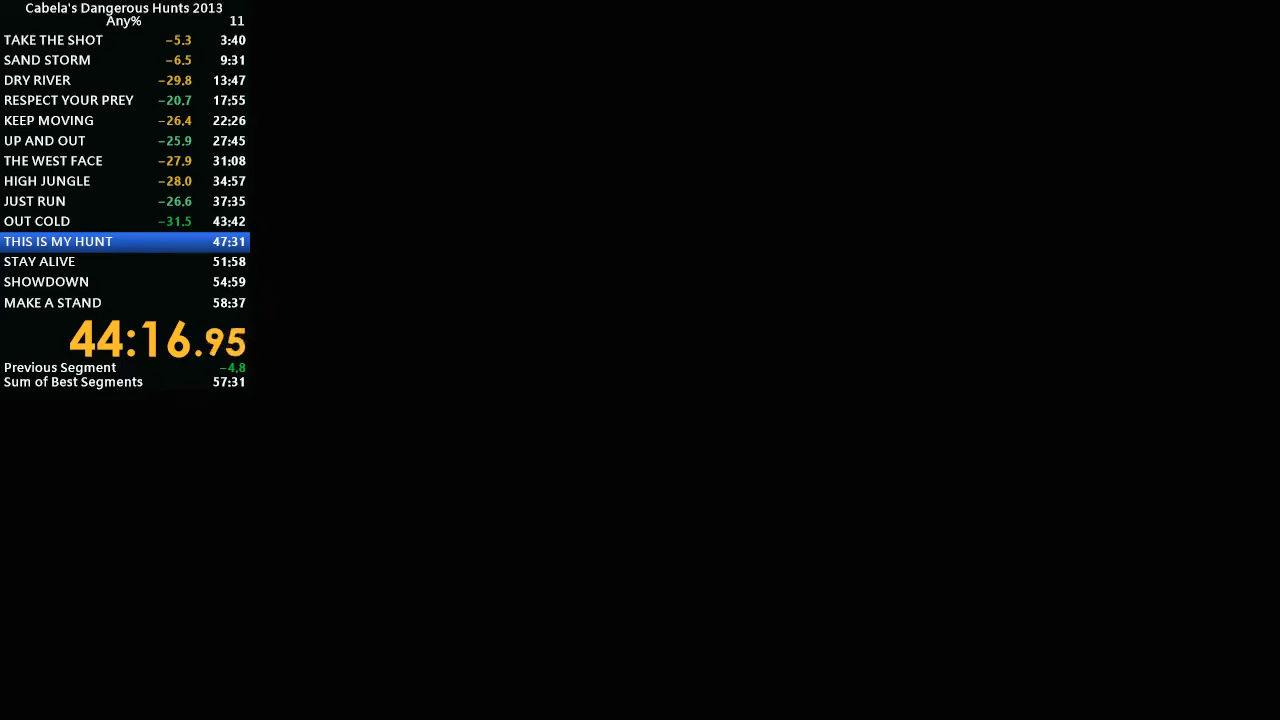 Cabela's Dangerous Hunts 2013
Any% 11
TAKE THE SHOT −5.3 3:40
SAND STORM −6.5 9:31
DRY RIVER −29.8 13:47
RESPECT YOUR PREY −20.7 17:55
KEEP MOVING −26.4 22:26
UP AND OUT −25.9 27:45
THE WEST FACE −27.9 31:08
HIGH JUNGLE −28.0 34:57
JUST RUN −26.6 37:35
OUT COLD −31.5 43:42
THIS IS MY HUNT 47:31
STAY ALIVE 51:58
SHOWDOWN 54:59
MAKE A STAND 58:37
44:16.95
Previous Segment −4.8
Sum of Best Segments 57:31